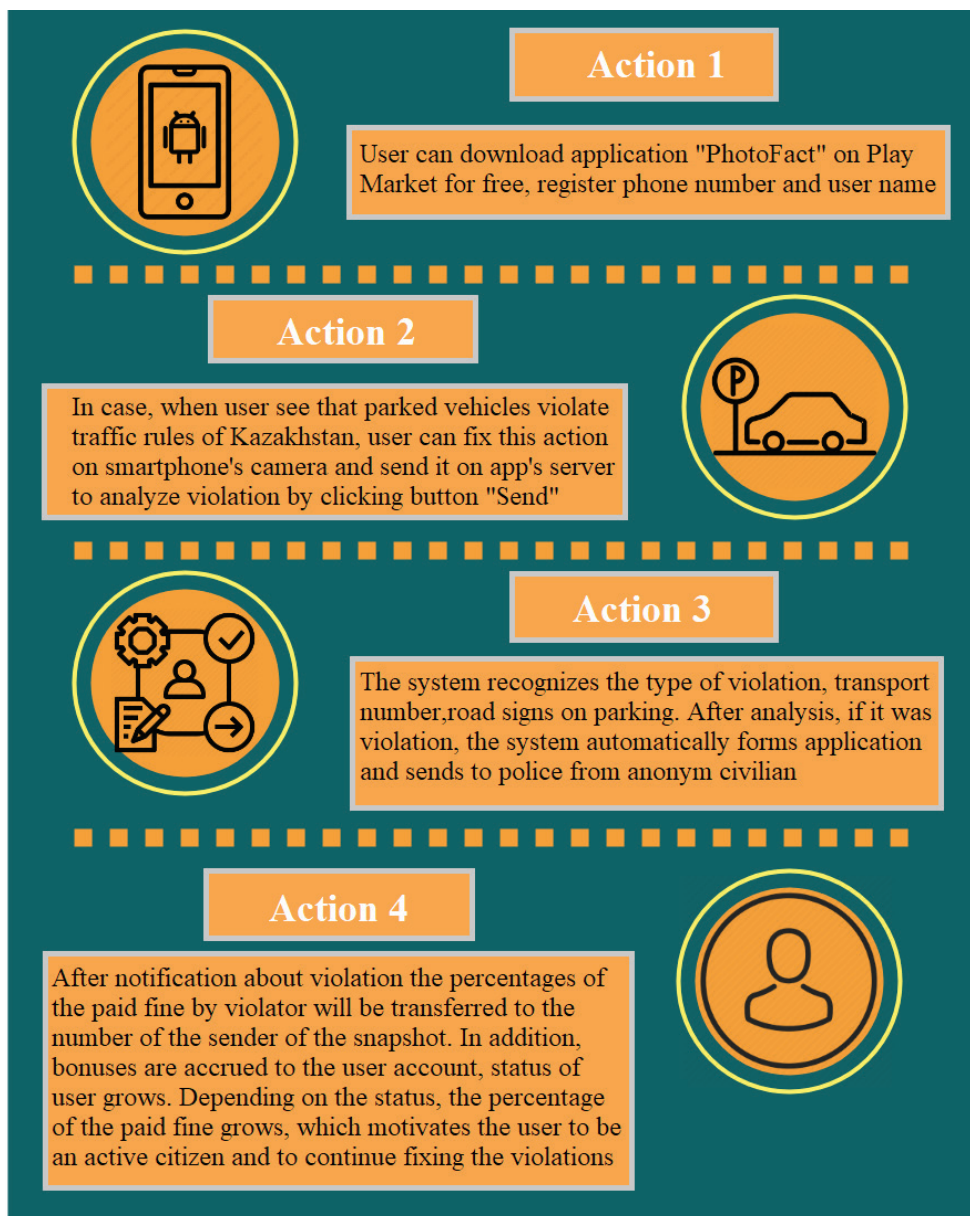 Action 1
User can download application "PhotoFact" on Play
Market for free, register phone number and user name
Action 2
In case, when user see that parked vehicles violate
traffic rules of Kazakhstan, user can fix this action
on smartphone's camera and send it on app's server
to analyze violation by clicking button "Send"
P
Action 3
The system recognizes the type of violation, transport
number,road signs on parking. After analysis, if it was
violation, the system automatically forms application
and sends to police from anonym civilian
Action 4
After notification about violation the percentages of
the paid fine by violator will be transferred to the
number of the sender of the snapshot. In addition,
bonuses are accrued to the user account, status of
user grows. Depending on the status, the percentage
of the paid fine grows, which motivates the user to be
an active citizen and to continue fixing the violations